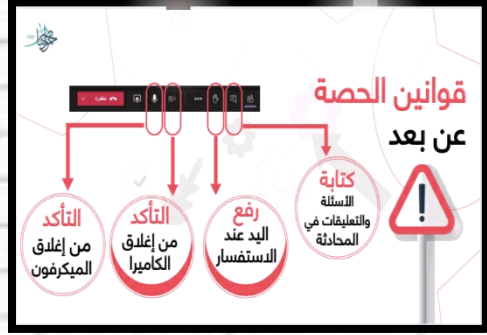 قوانين الحصة
عن بعد
كتابة
الأسئلة
والتعليقات في
المحادثة
رفع
اليد عند
الاستفسار
التأكد
من إغلاق
الكاميرا
التأكد
من إغلاق
الميكرفون